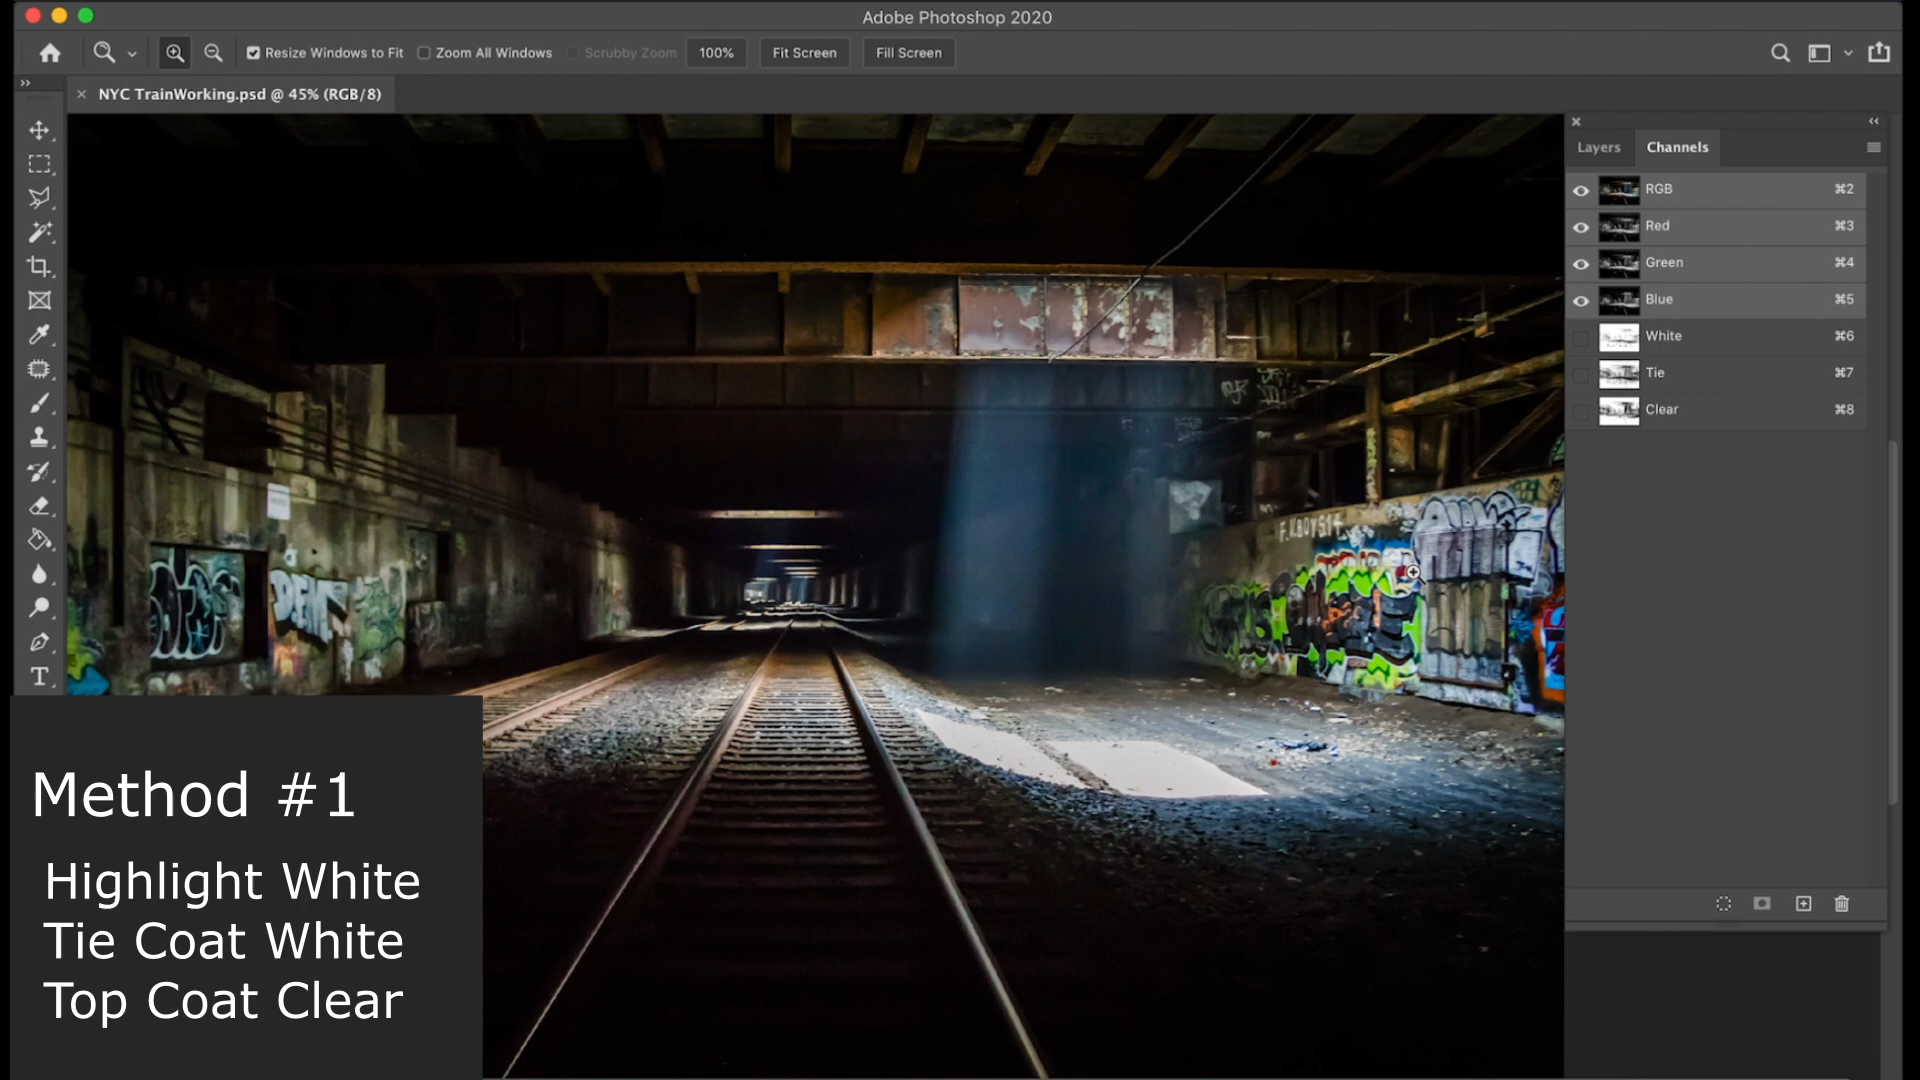 Adobe Photoshop 2020
Resize Windows to Fit Zoom All Windows Scrubby Zoom 100% Fit Screen Fill Screen
NYC TrainWorking.psd @ 45% (RGB/8)
Layers Channels
RGB ⌘2
Red ⌘3
Green ⌘4
Blue ⌘5
White ⌘6
Tie ⌘7
Clear ⌘8
Method #1
Highlight White
Tie Coat White
Top Coat Clear